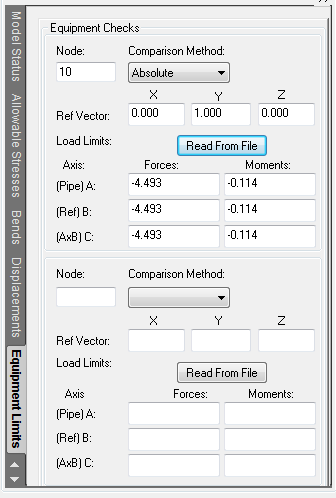 Equipment Checks
Node: Comparison Method:
10 Absolute
X Y Z
Ref Vector: 0.000 1.000 0.000
Load Limits: Read From File
Axis: Forces: Moments:
(Pipe) A: -4.493 -0.114
(Ref) B: -4.493 -0.114
(AxB) C: -4.493 -0.114
Node: Comparison Method:
X Y Z
Ref Vector:
Load Limits:
Read From File
Axis Forces: Moments:
(Pipe) A:
(Ref) B:
(AxB) C:
Model Status
Allowable Stresses
Bends
Displacements
Equipment Limits